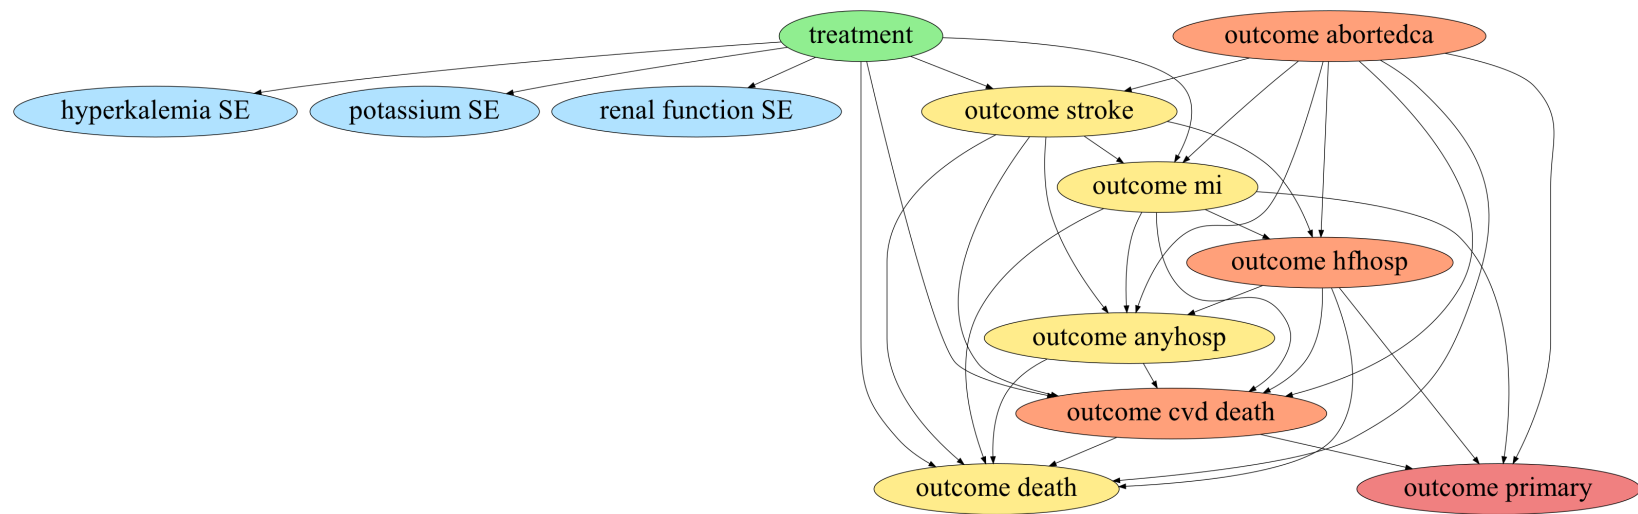 treatment
outcome abortedca
hyperkalemia SE
potassium SE
renal function SE
outcome stroke
outcome mi
outcome hfhosp
outcome anyhosp
outcome cvd death
outcome death
outcome primary